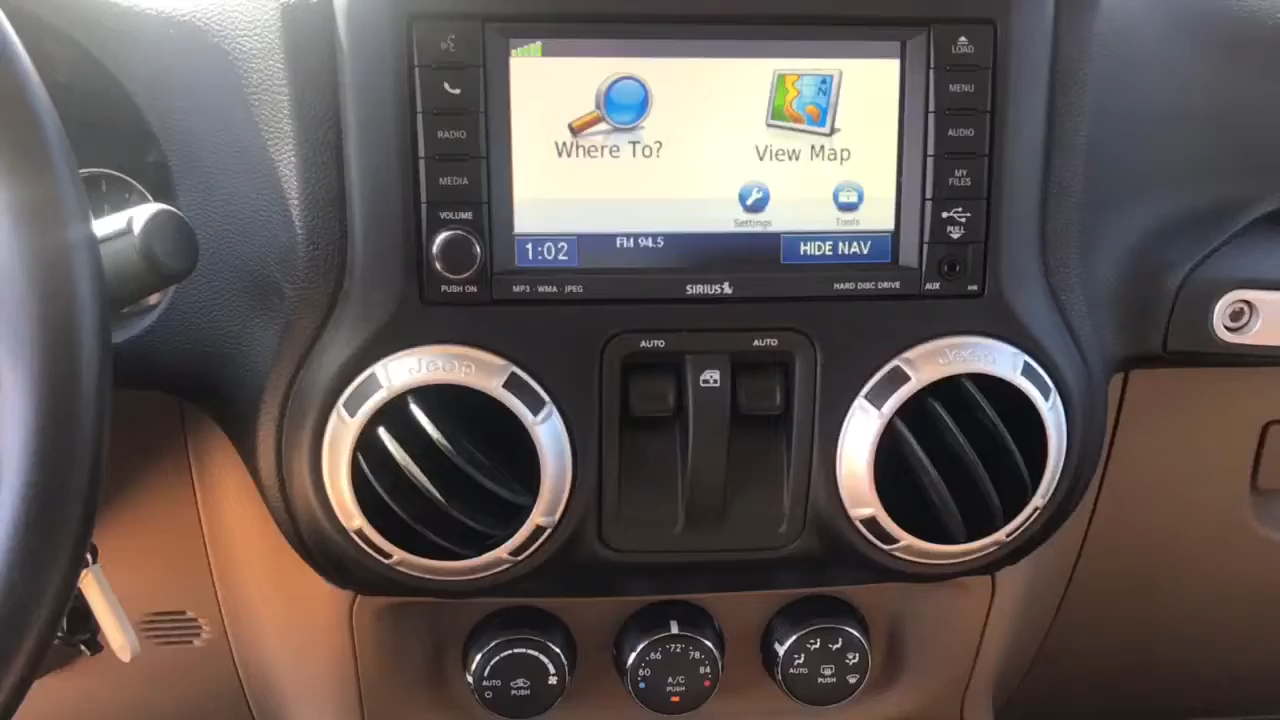 LOAD
MENU
RADIO
AUDIO
MEDIA
MY
FILES
VOLUME
PULL
PUSH ON
AUX
Where To?
View Map
N
Settings
Tools
1:02
FM 94.5
HIDE NAV
MP3 · WMA · JPEG
SIRIUS
HARD DISC DRIVE
Jeep
AUTO
AUTO
Jeep
AUTO
PUSH
60
66
72°
78
84
A/C
PUSH
AUTO
PUSH